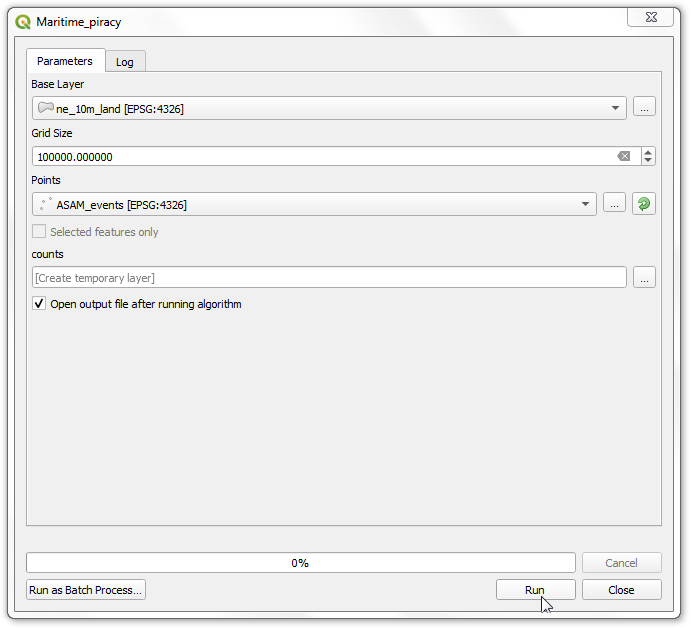 Maritime_piracy
Parameters
Log
Base Layer
ne_10m_land [EPSG:4326]
...
Grid Size
100000.000000
Points
ASAM_events [EPSG:4326]
...
Selected features only
counts
[Create temporary layer]
...
Open output file after running algorithm
0%
Cancel
Run as Batch Process...
Run
Close